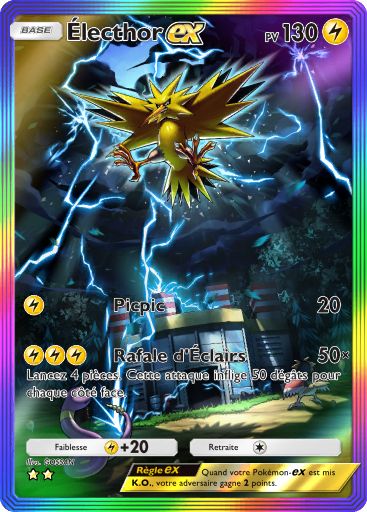 BASE Électhor ex PV 130
Picpic 20
Rafale d'Éclairs 50×
Lancez 4 pièces. Cette attaque inflige 50 dégâts pour
chaque côté face.
Faiblesse +20 Retraite
Illus. GOSSAN
Règle ex Quand votre Pokémon-ex est mis
K.O., votre adversaire gagne 2 points.